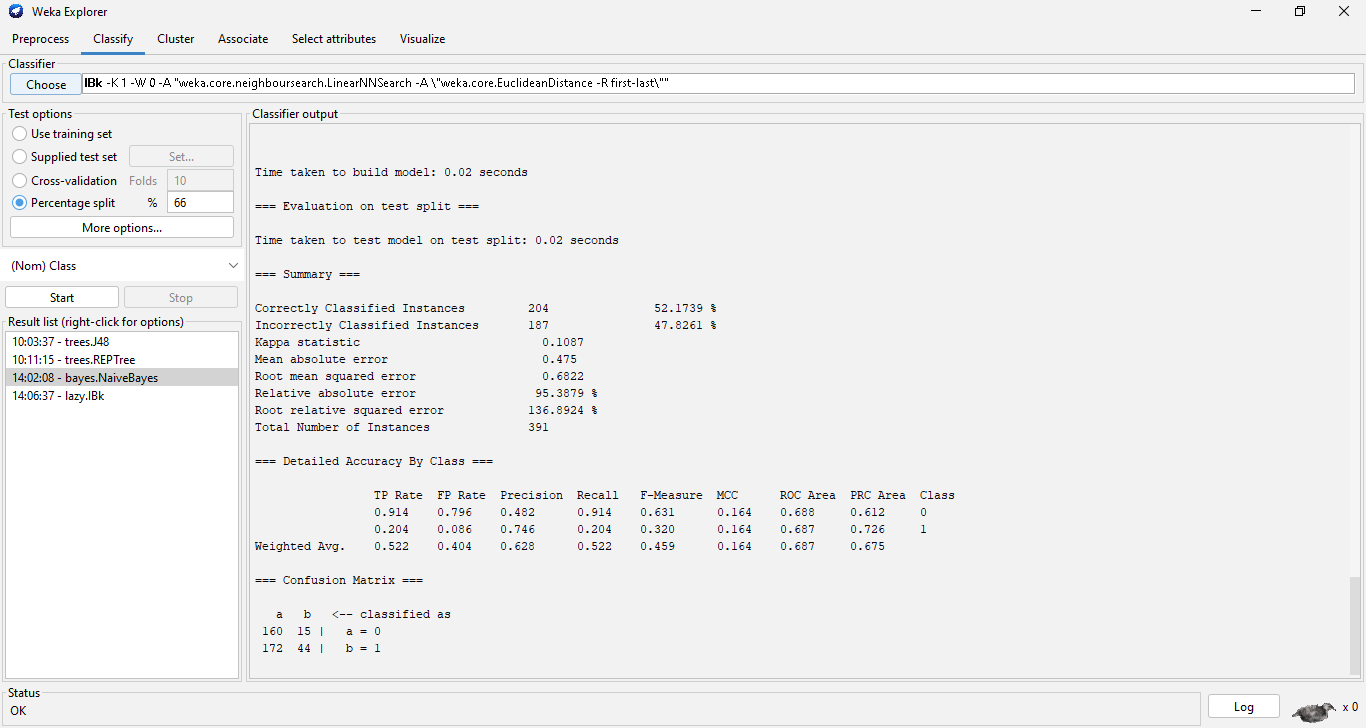 Weka Explorer
Preprocess Classify Cluster Associate Select attributes Visualize
Classifier
Choose IBk -K 1 -W 0 -A "weka.core.neighboursearch.LinearNNSearch -A \"weka.core.EuclideanDistance -R first-last\""
Test options
Use training set
Supplied test set Set...
Cross-validation Folds 10
Percentage split % 66
More options...
(Nom) Class
Start Stop
Result list (right-click for options)
10:03:37 - trees.J48
10:11:15 - trees.REPTree
14:02:08 - bayes.NaiveBayes
14:06:37 - lazy.IBk
Classifier output
Time taken to build model: 0.02 seconds
=== Evaluation on test split ===
Time taken to test model on test split: 0.02 seconds
=== Summary ===
Correctly Classified Instances 204 52.1739 %
Incorrectly Classified Instances 187 47.8261 %
Kappa statistic 0.1087
Mean absolute error 0.475
Root mean squared error 0.6822
Relative absolute error 95.3879 %
Root relative squared error 136.8924 %
Total Number of Instances 391
=== Detailed Accuracy By Class ===
TP Rate FP Rate Precision Recall F-Measure MCC ROC Area PRC Area Class
0.914 0.796 0.482 0.914 0.631 0.164 0.688 0.612 0
0.204 0.086 0.746 0.204 0.320 0.164 0.687 0.726 1
Weighted Avg. 0.522 0.404 0.628 0.522 0.459 0.164 0.687 0.675
=== Confusion Matrix ===
a b <-- classified as
160 15 | a = 0
172 44 | b = 1
Status
OK
Log x 0